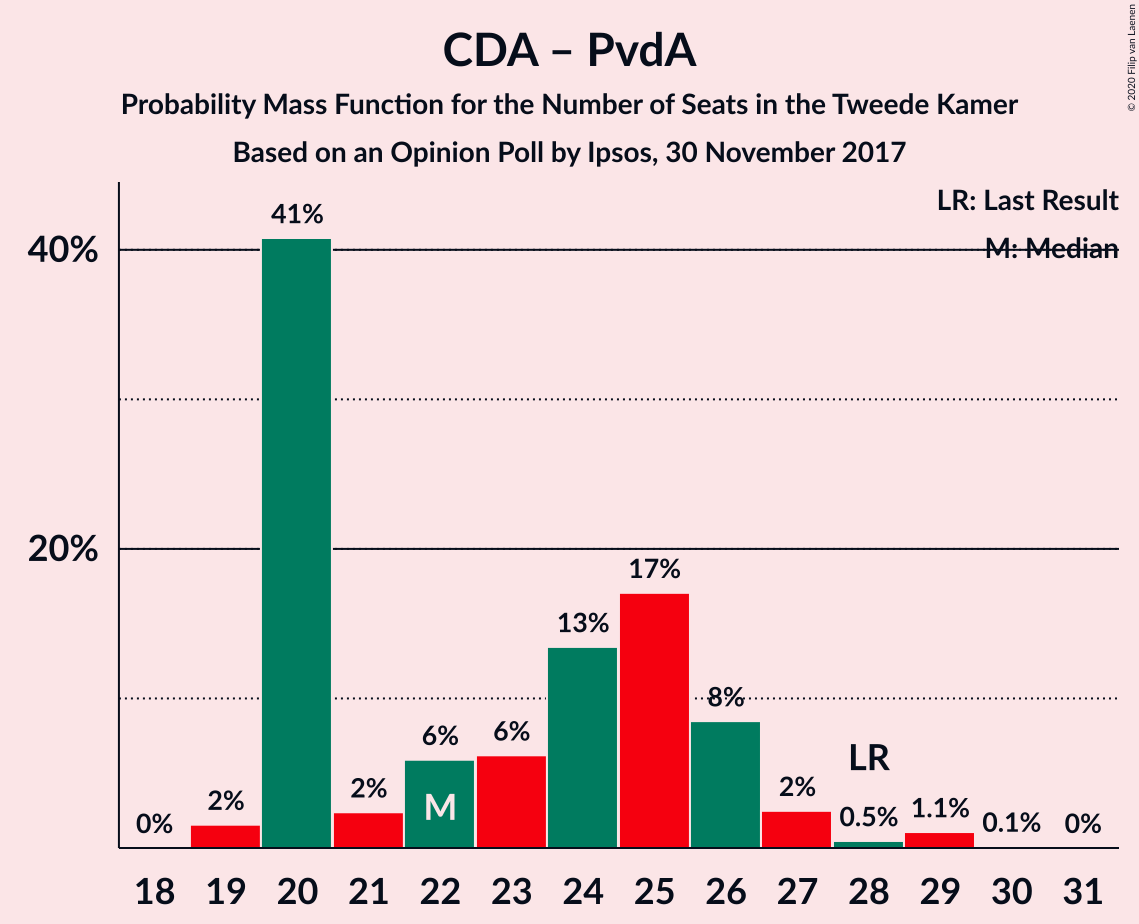 CDA – PvdA
Probability Mass Function for the Number of Seats in the Tweede Kamer
Based on an Opinion Poll by Ipsos, 30 November 2017
© 2020 Filip van Laenen
LR: Last Result
M: Median
40%
20%
0%
2%
41%
2%
6%
6%
13%
17%
8%
2%
0.5%
1.1%
0.1%
0%
M
LR
18 19 20 21 22 23 24 25 26 27 28 29 30 31